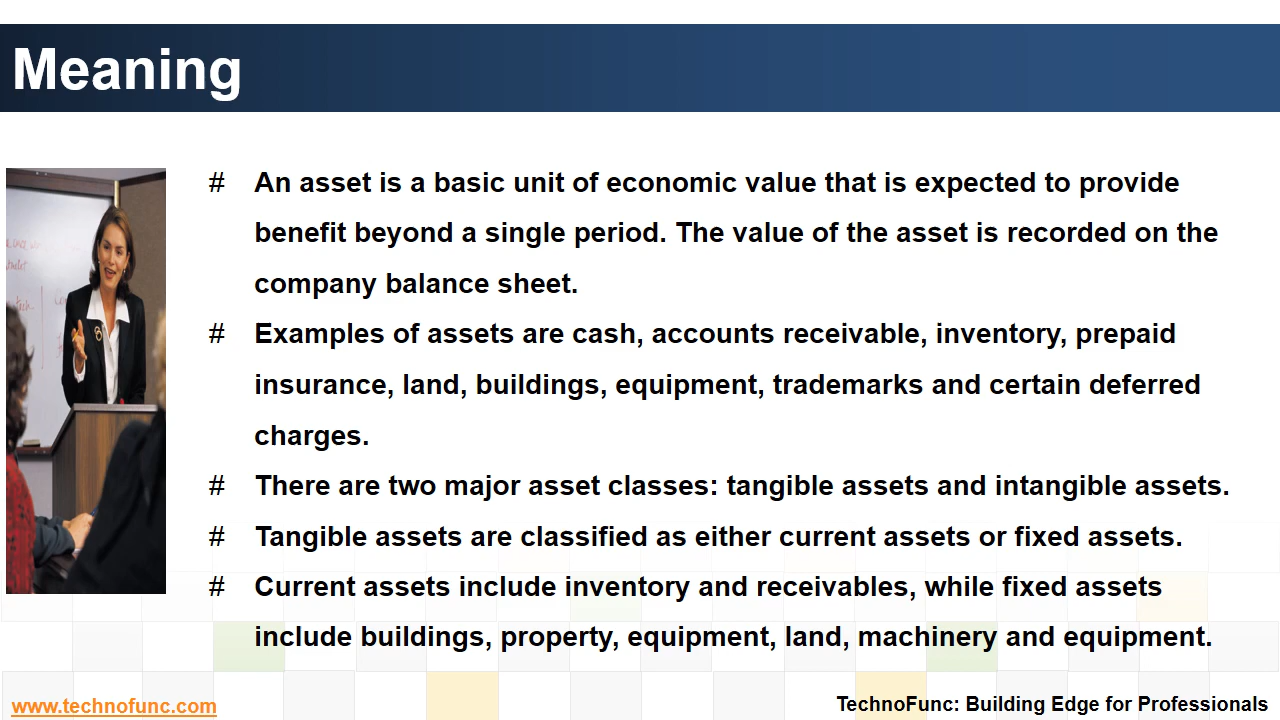 Meaning
# An asset is a basic unit of economic value that is expected to provide
benefit beyond a single period. The value of the asset is recorded on the
company balance sheet.
# Examples of assets are cash, accounts receivable, inventory, prepaid
insurance, land, buildings, equipment, trademarks and certain deferred
charges.
# There are two major asset classes: tangible assets and intangible assets.
# Tangible assets are classified as either current assets or fixed assets.
# Current assets include inventory and receivables, while fixed assets
include buildings, property, equipment, land, machinery and equipment.
www.technofunc.com
TechnoFunc: Building Edge for Professionals